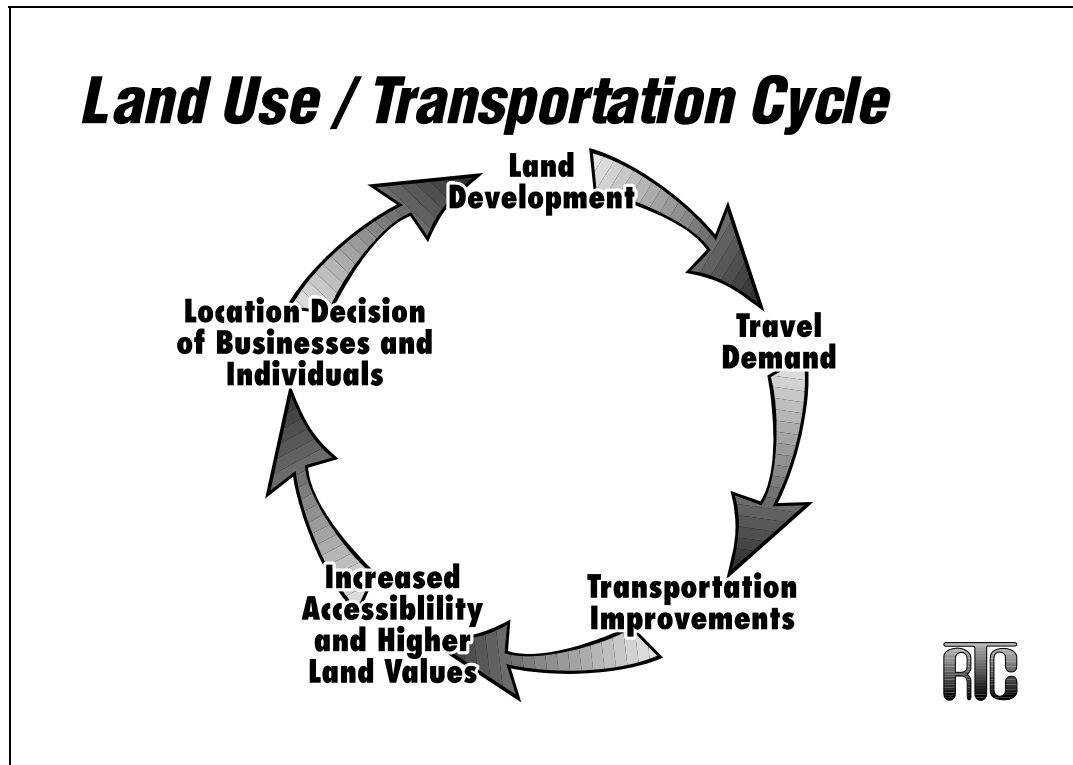 Land Use / Transportation Cycle
Land
Development
Travel
Demand
Transportation
Improvements
Increased
Accessiblility
and Higher
Land Values
Location-Decision
of Businesses and
Individuals
RTC